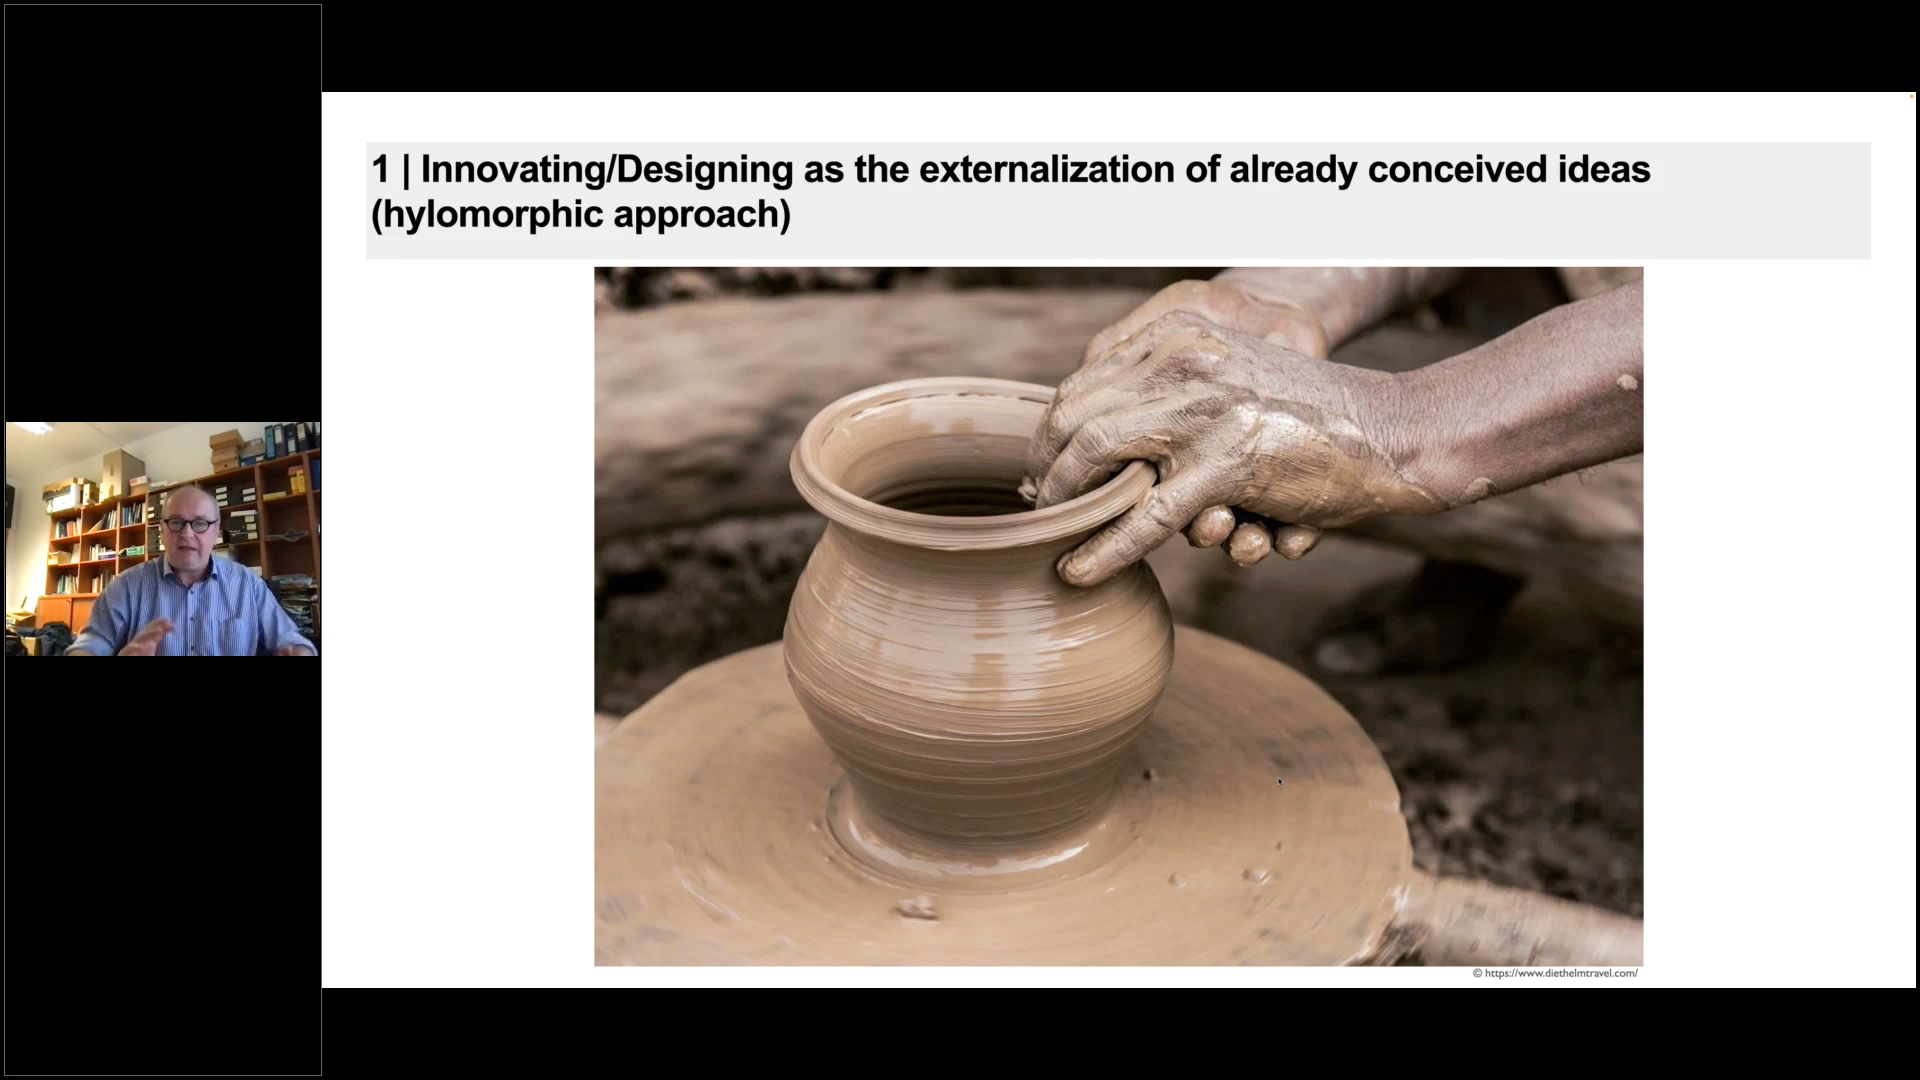 1 | Innovating/Designing as the externalization of already conceived ideas
(hylomorphic approach)
© https://www.diethelmtravel.com/